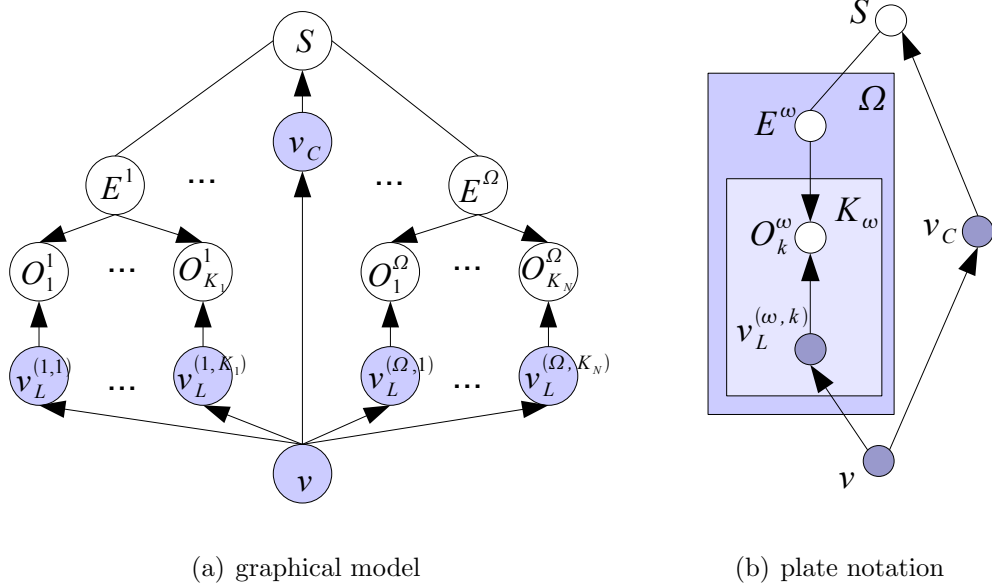 S
v_C
E^1 ... ... E^Ω
O_1^1 ... O_{K_1}^1 O_1^Ω ... O_{K_N}^Ω
v_L^{(1,1)} ... v_L^{(1,K_1)} v_L^{(Ω,1)} ... v_L^{(Ω,K_N)}
v
(a) graphical model
S
Ω
E^ω
K_ω
O_k^ω
v_C
v_L^{(ω,k)}
v
(b) plate notation